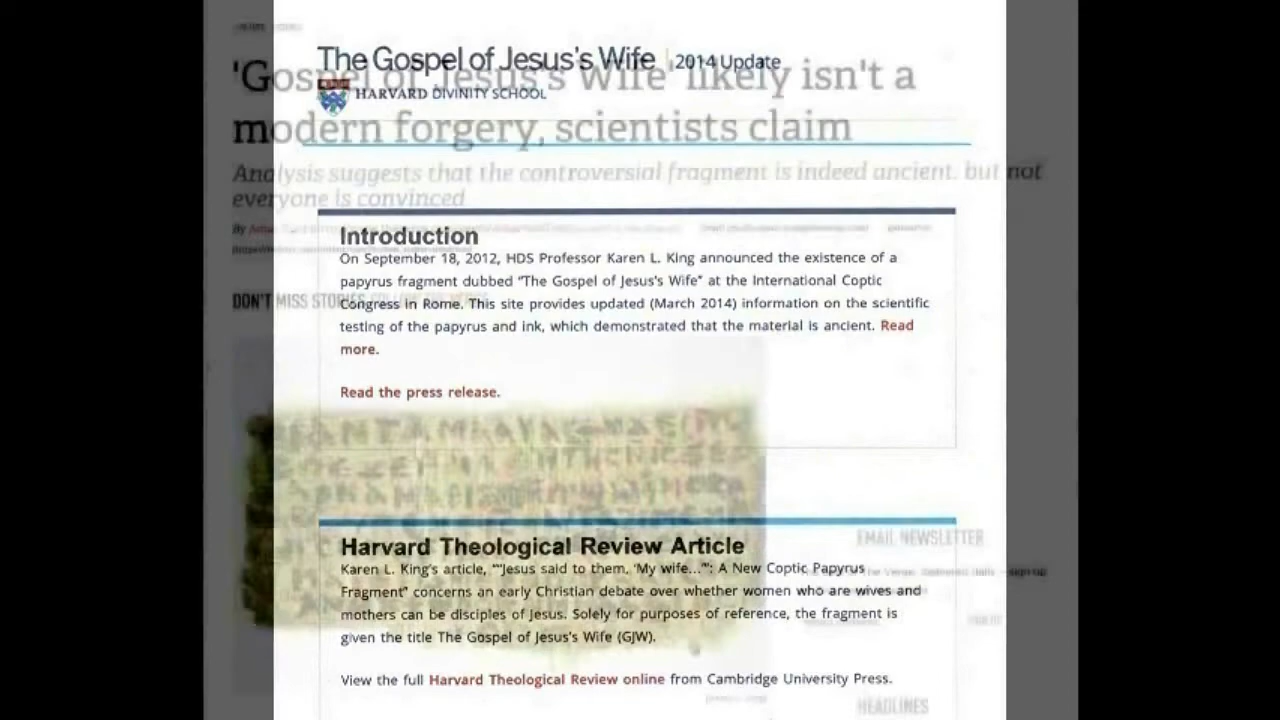 The Gospel of Jesus's Wife | 2014 Update
HARVARD DIVINITY SCHOOL
'Gospel of Jesus's Wife' likely isn't a
modern forgery, scientists claim
Analysis suggests that the controversial fragment is indeed ancient, but not
everyone is convinced
By
DON'T MISS STORIES
Introduction
On September 18, 2012, HDS Professor Karen L. King announced the existence of a
papyrus fragment dubbed "The Gospel of Jesus's Wife" at the International Coptic
Congress in Rome. This site provides updated (March 2014) information on the scientific
testing of the papyrus and ink, which demonstrated that the material is ancient. Read
more.
Read the press release.
EMAIL NEWSLETTER
Harvard Theological Review Article
Karen L. King's article, "“Jesus said to them, ‘My wife...’”: A New Coptic Papyrus
Fragment" concerns an early Christian debate over whether women who are wives and
mothers can be disciples of Jesus. Solely for purposes of reference, the fragment is
given the title The Gospel of Jesus's Wife (GJW).
View the full Harvard Theological Review online from Cambridge University Press.
HEADLINES